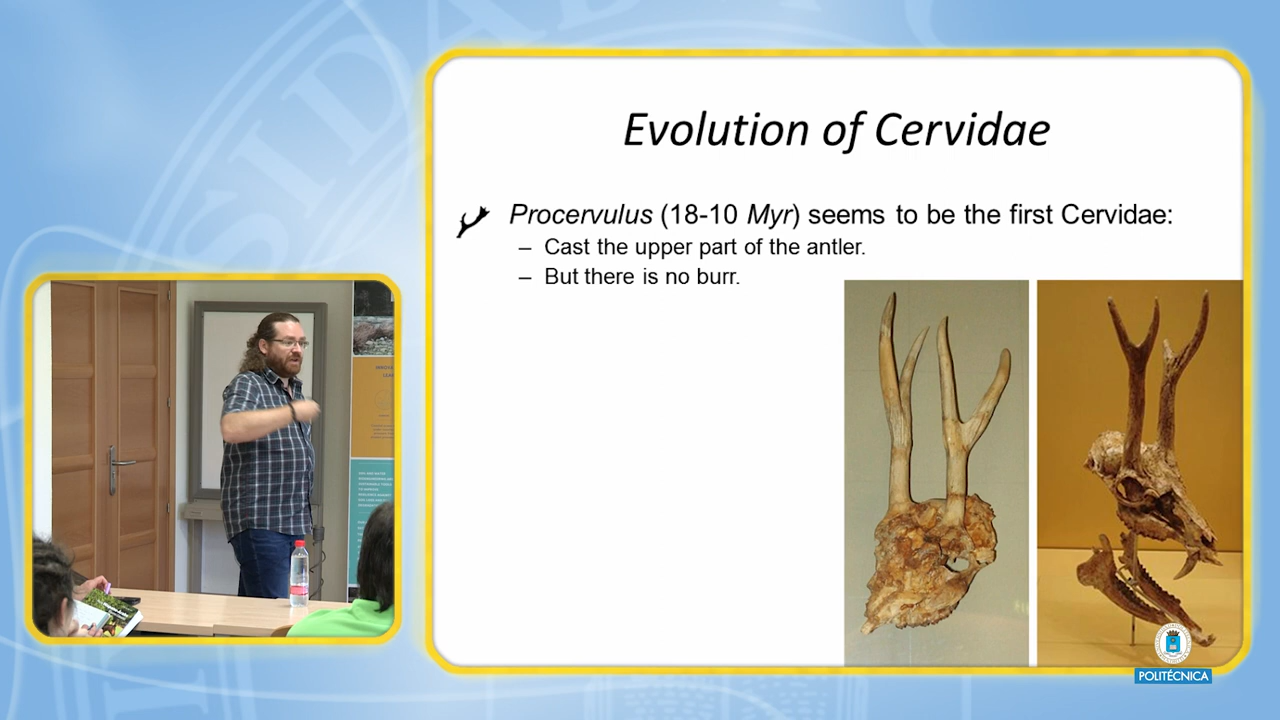 Evolution of Cervidae
Procervulus (18-10 Myr) seems to be the first Cervidae:
– Cast the upper part of the antler.
– But there is no burr.
POLITÉCNICA